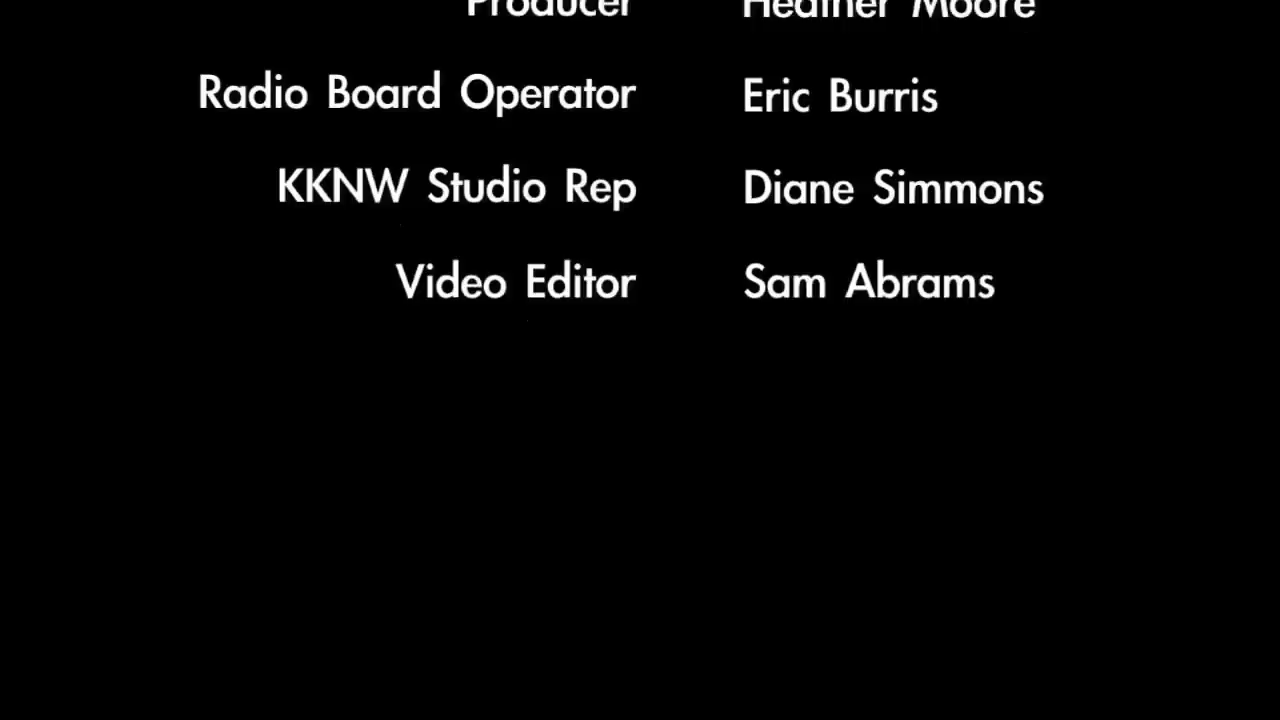 Producer Heather Moore
Radio Board Operator Eric Burris
KKNW Studio Rep Diane Simmons
Video Editor Sam Abrams